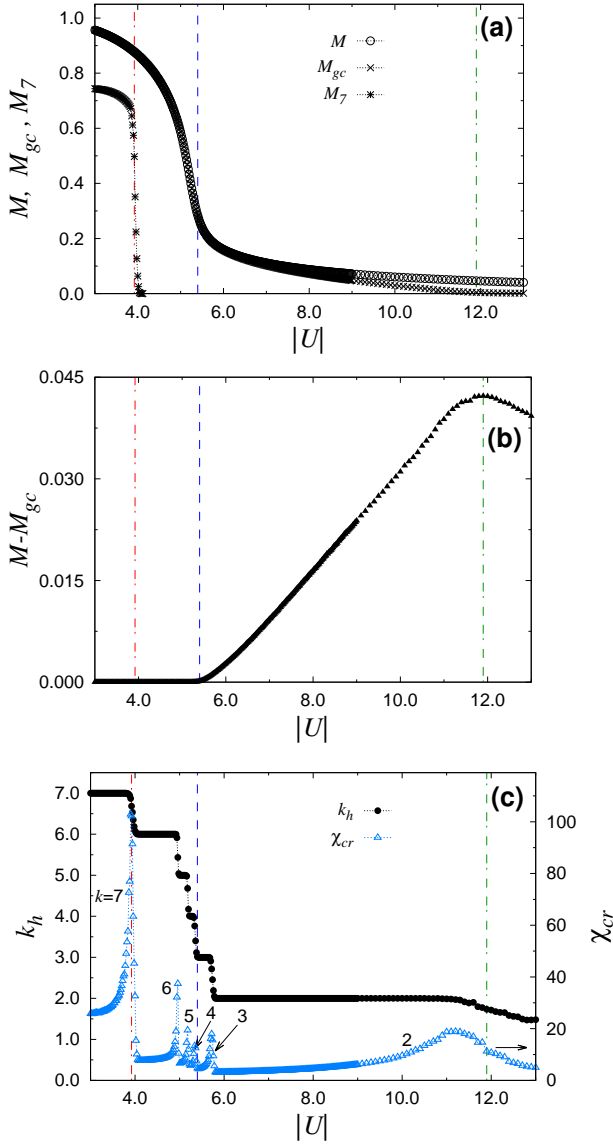 (a)
M
M_gc
M_7
M, M_gc, M_7
1.0
0.8
0.6
0.4
0.2
0.0
4.0 6.0 8.0 10.0 12.0
|U|
(b)
M-M_gc
0.045
0.030
0.015
0.000
4.0 6.0 8.0 10.0 12.0
|U|
(c)
k_h
χ_cr
k_h
7.0
6.0
5.0
4.0
3.0
2.0
1.0
0.0
k=7
6
5
4
3
2
100
80
60
40
20
0
χ_cr
4.0 6.0 8.0 10.0 12.0
|U|